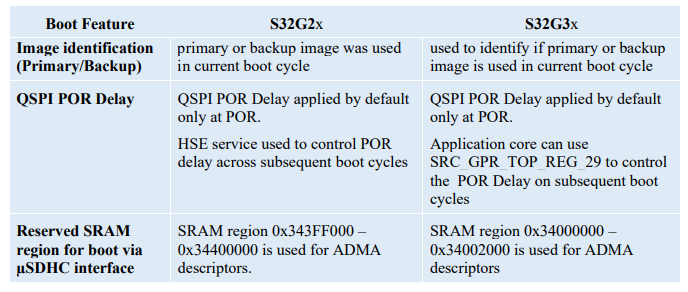 Boot Feature S32G2x S32G3x
Image identification primary or backup image was used used to identify if primary or backup
(Primary/Backup) in current boot cycle image is used in current boot cycle
QSPI POR Delay QSPI POR Delay applied by default QSPI POR Delay applied by default
only at POR. only at POR.
HSE service used to control POR Application core can use
delay across subsequent boot cycles SRC_GPR_TOP_REG_29 to control
the POR Delay on subsequent boot
cycles
Reserved SRAM SRAM region 0x343FF000 – SRAM region 0x34000000 –
region for boot via 0x34400000 is used for ADMA 0x34002000 is used for ADMA
µSDHC interface descriptors. descriptors